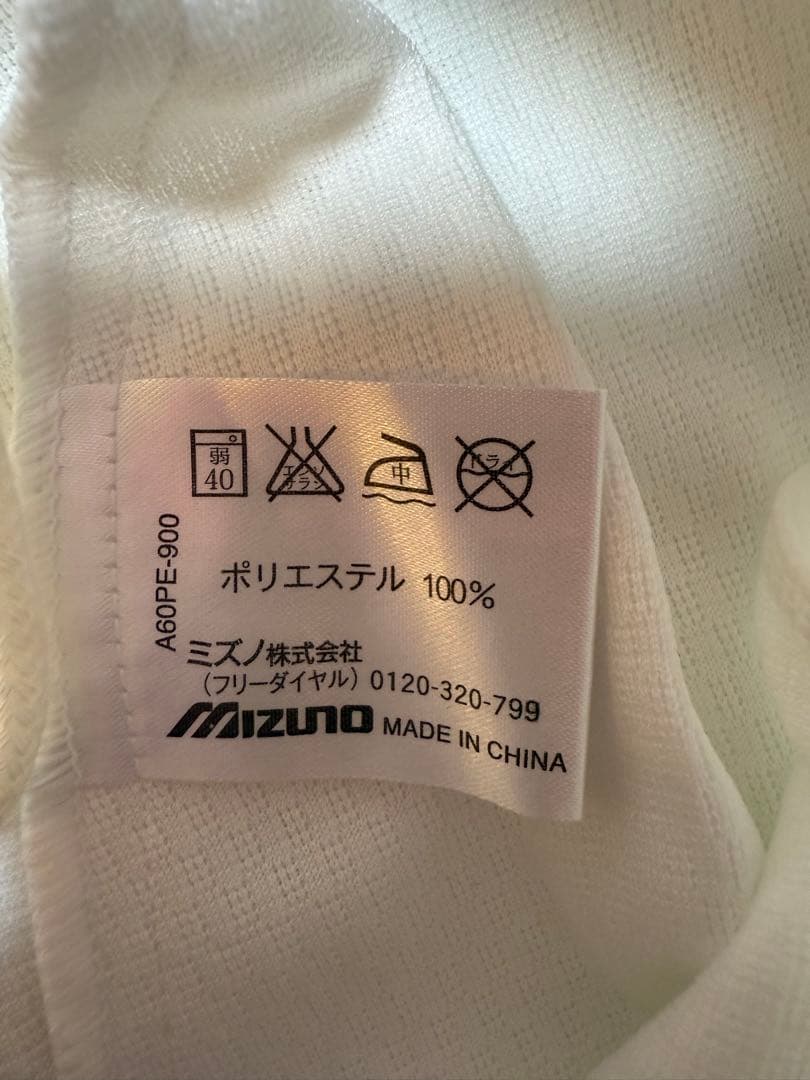 弱
40
エンソ
サラシ
中
ドライ
A60PE-900
ポリエステル 100%
ミズノ株式会社
(フリーダイヤル) 0120-320-799
MIZUNO MADE IN CHINA